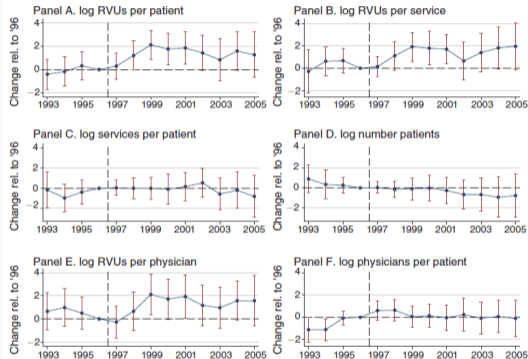 Panel A. log RVUs per patient
Change rel. to '96
4
2
0
−2
1993 1995 1997 1999 2001 2003 2005
Panel B. log RVUs per service
Change rel. to '96
4
2
0
−2
1993 1995 1997 1999 2001 2003 2005
Panel C. log services per patient
Change rel. to '96
4
2
0
−2
1993 1995 1997 1999 2001 2003 2005
Panel D. log number patients
Change rel. to '96
4
2
0
−2
1993 1995 1997 1999 2001 2003 2005
Panel E. log RVUs per physician
Change rel. to '96
4
2
0
−2
1993 1995 1997 1999 2001 2003 2005
Panel F. log physicians per patient
Change rel. to '96
4
2
0
−2
1993 1995 1997 1999 2001 2003 2005